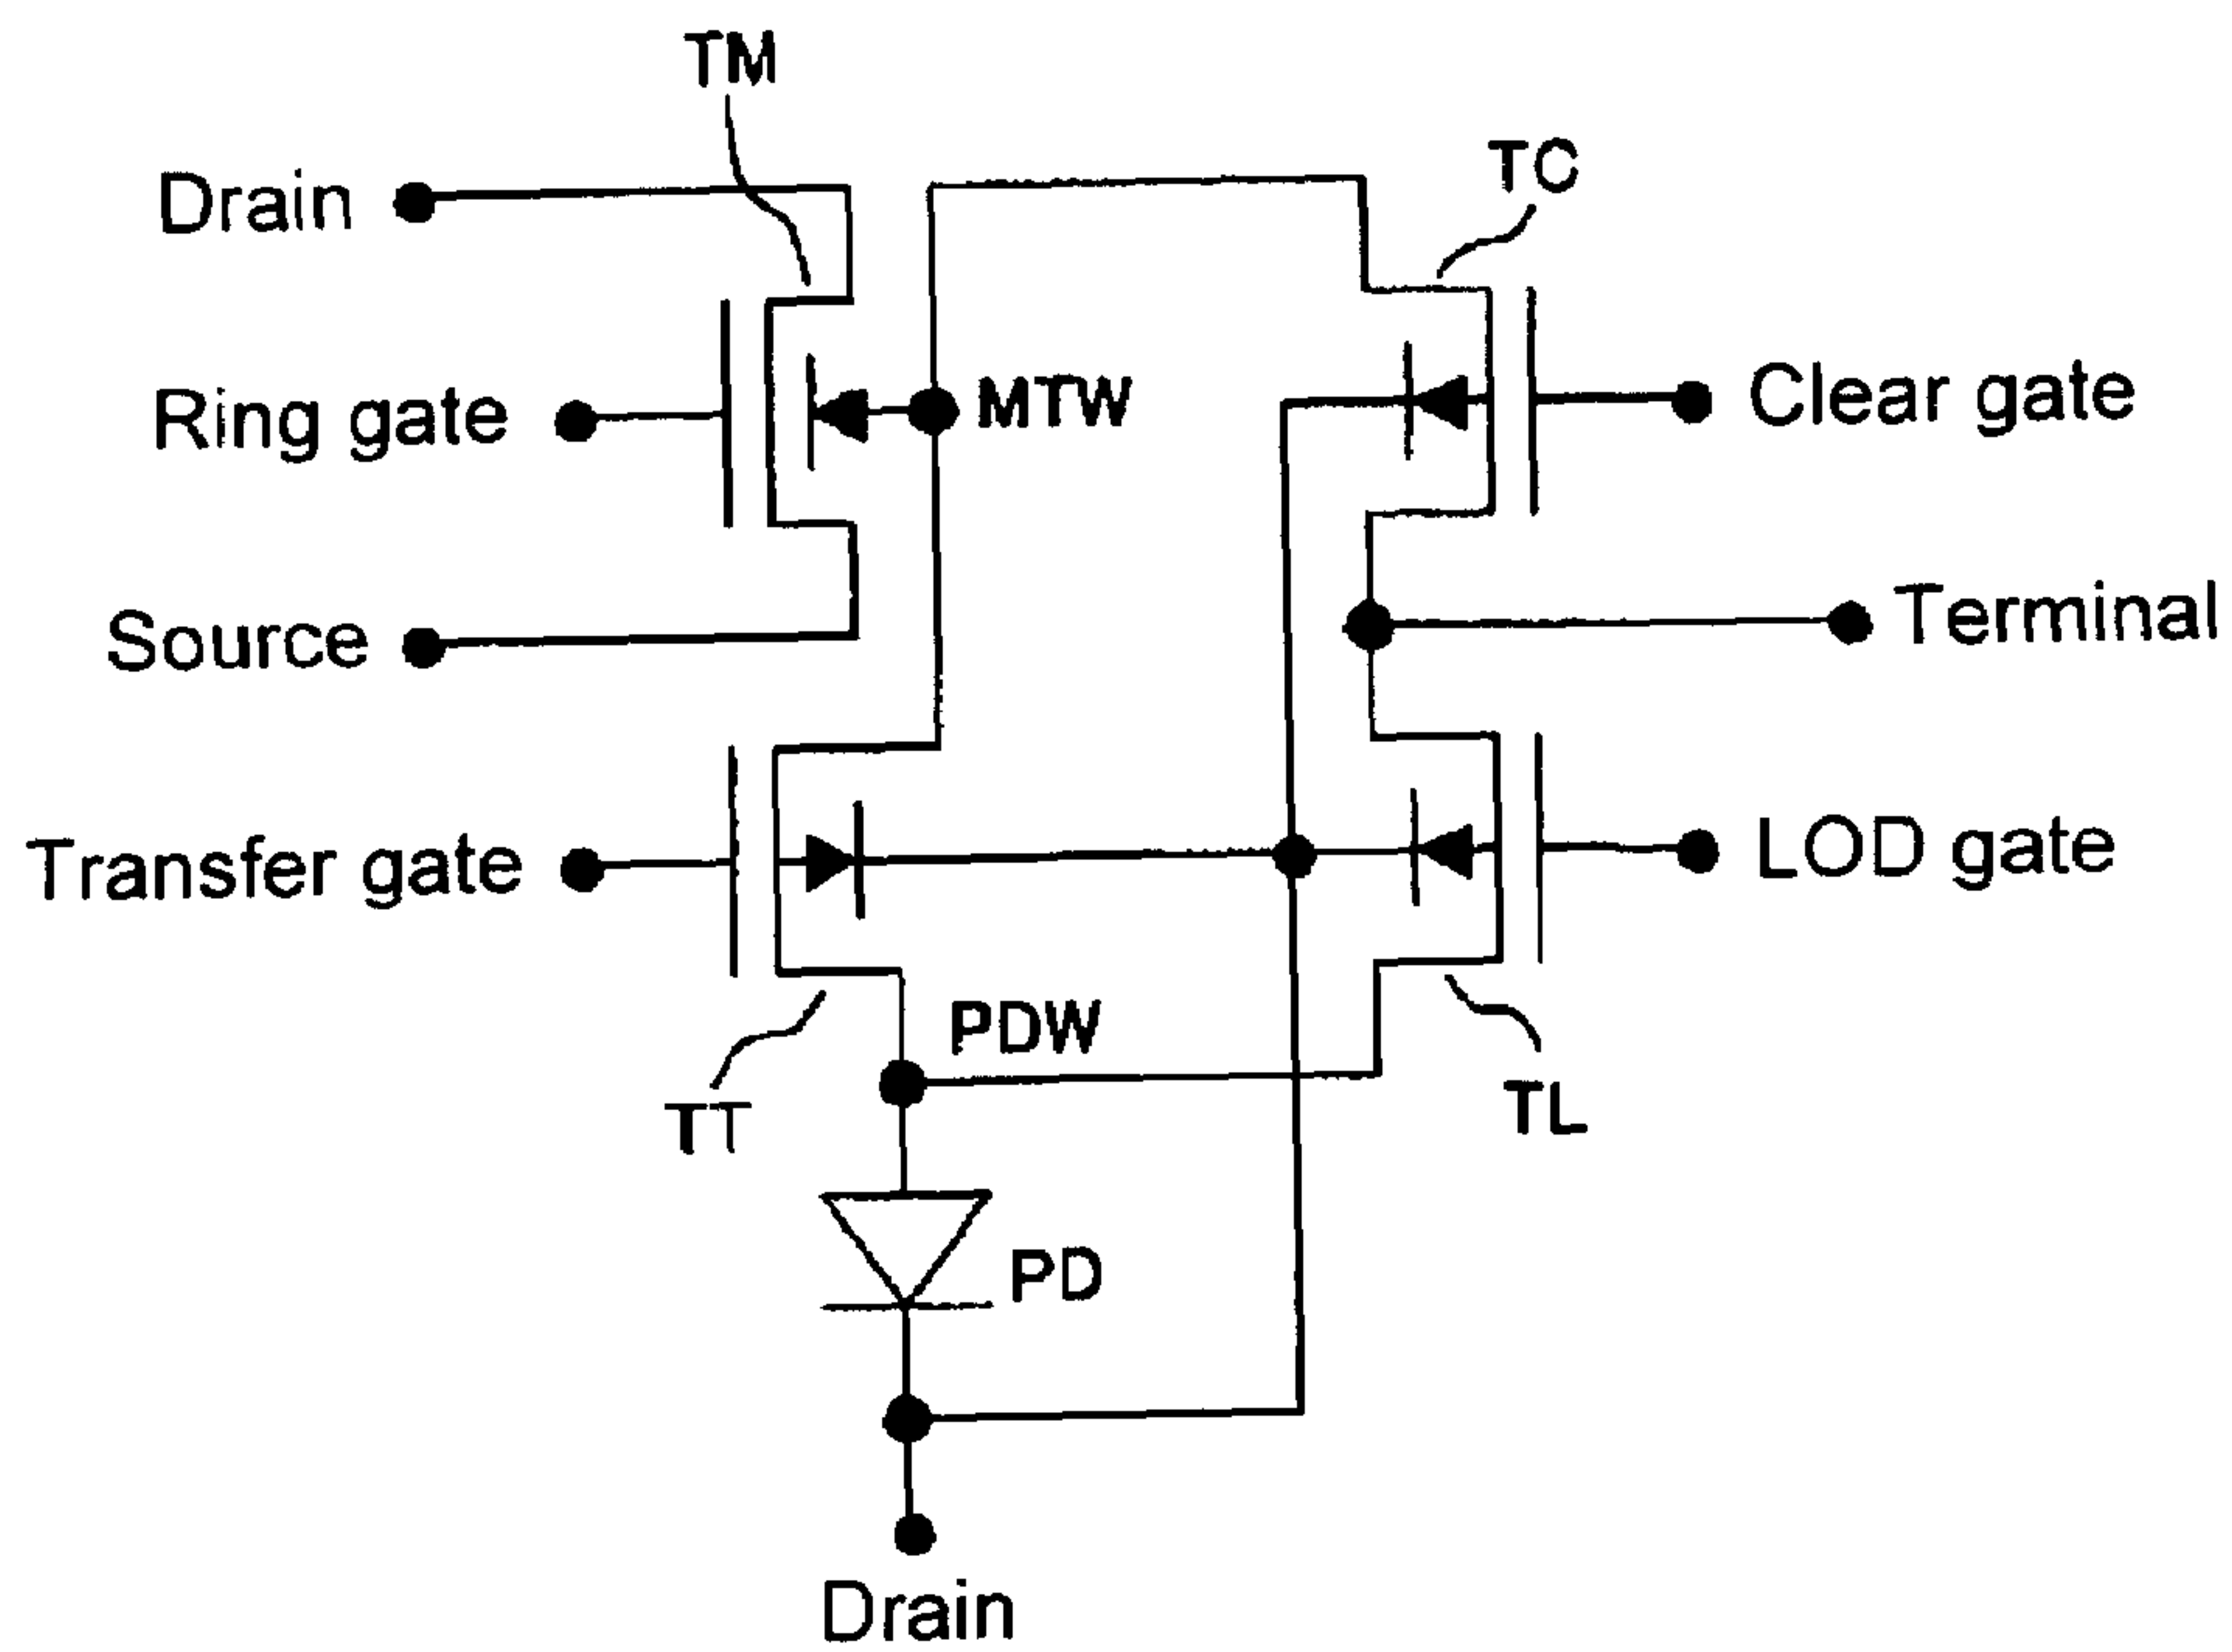 TM
TC
Drain
Ring gate
MTW
Clear gate
Source
Terminal
Transfer gate
LOD gate
PDW
TT
TL
PD
Drain